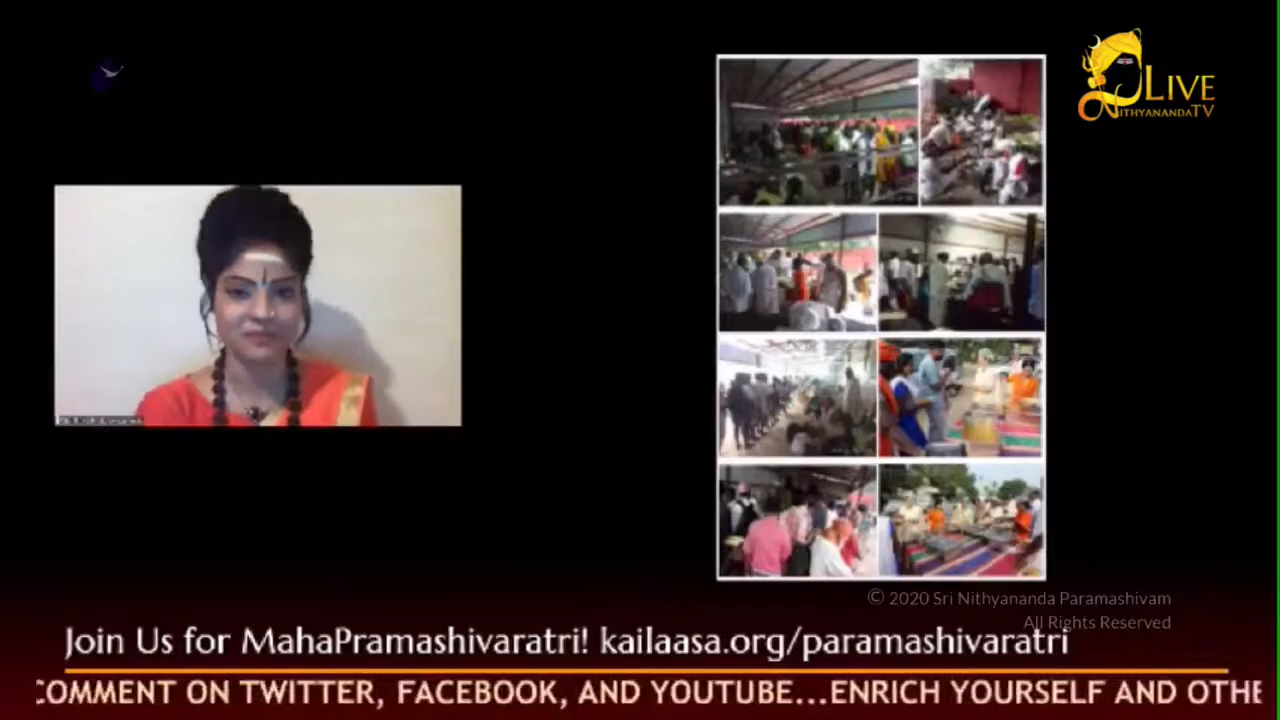 LIVE
NITHYANANDATV
© 2020 Sri Nithyananda Paramashivam
All Rights Reserved
Join Us for MahaPramashivaratri! kailaasa.org/paramashivaratri
COMMENT ON TWITTER, FACEBOOK, AND YOUTUBE...ENRICH YOURSELF AND OTHE